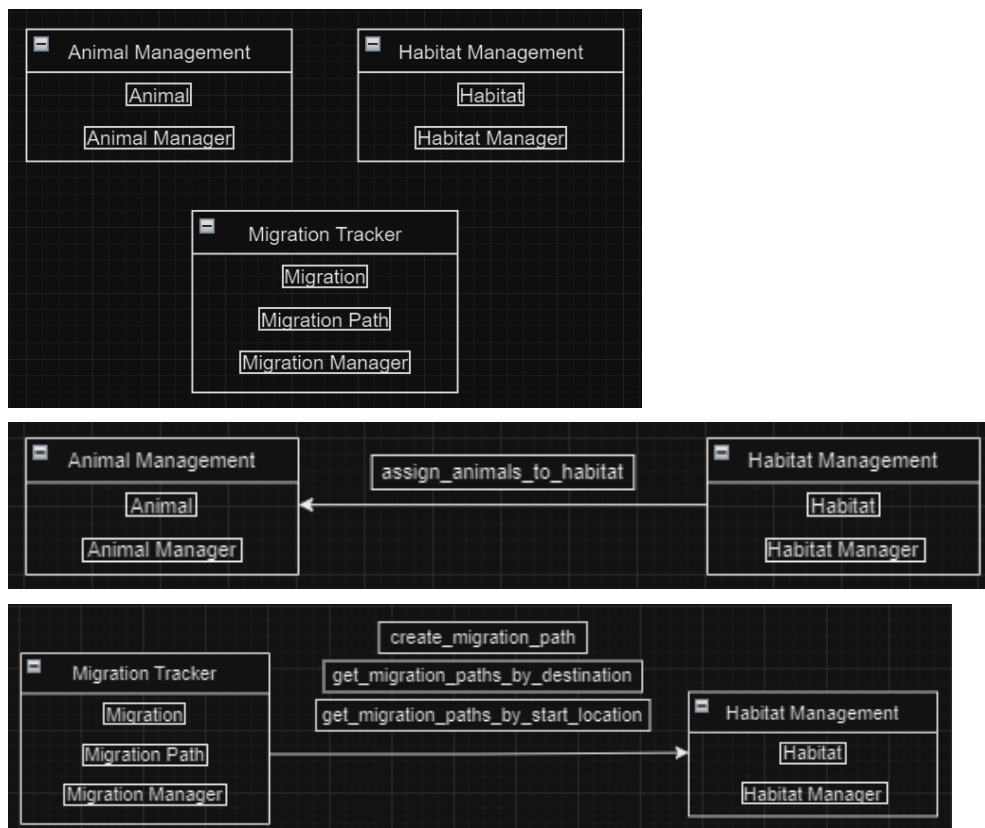 Animal Management
Animal
Animal Manager
Habitat Management
Habitat
Habitat Manager
Migration Tracker
Migration
Migration Path
Migration Manager
Animal Management
Animal
Animal Manager
assign_animals_to_habitat
Habitat Management
Habitat
Habitat Manager
Migration Tracker
Migration
Migration Path
Migration Manager
create_migration_path
get_migration_paths_by_destination
get_migration_paths_by_start_location
Habitat Management
Habitat
Habitat Manager